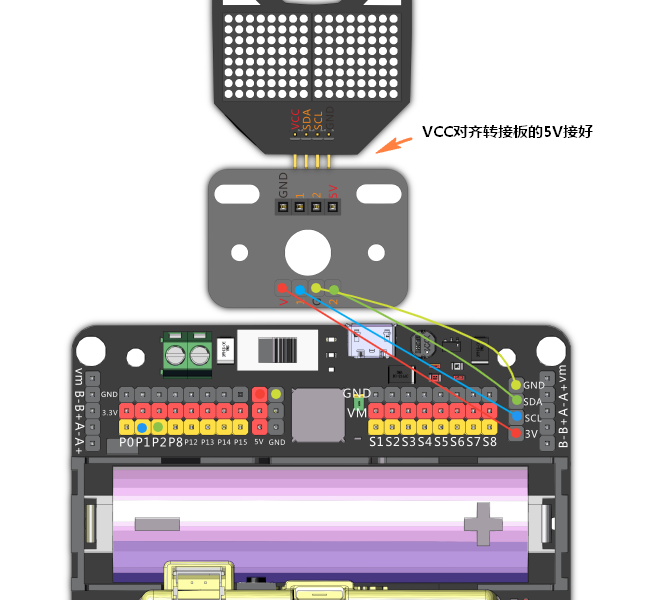 VCC SDA SCL GND
VCC对齐转接板的5V接好
GND 1 2 5V
V 1 G 2
vm B- B+ A- A+
GND
3.3V
P0 P1 P2 P8 P12 P13 P14 P15 5V GND
GND
VM
S1 S2 S3 S4 S5 S6 S7 S8
GND
SDA
SCL
3V
B- B+ A- A+ vm